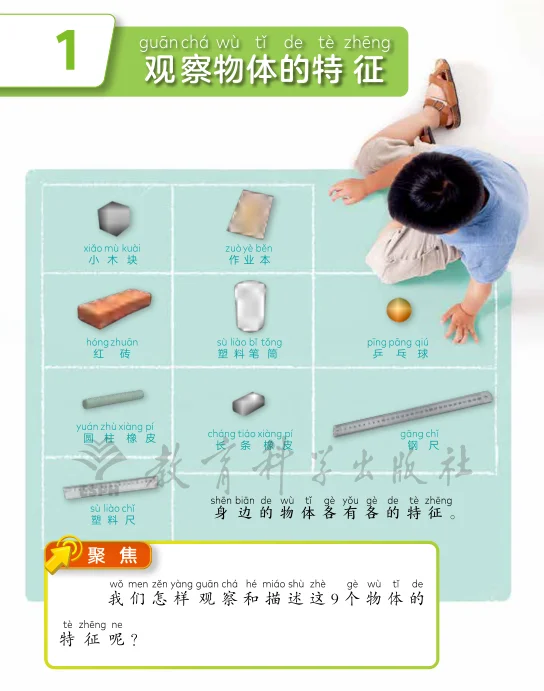 1
guān chá wù tǐ de tè zhēng
观察物体的特征
xiǎo mù kuài
小木块
zuò yè běn
作业本
hóng zhuān
红砖
sù liào bǐ tǒng
塑料笔筒
pīng pāng qiú
乒乓球
yuán zhù xiàng pí
圆柱橡皮
cháng tiáo xiàng pí
长条橡皮
gāng chǐ
钢尺
教育科学出版社
sù liào chǐ
塑料尺
shēn biān de wù tǐ gè yǒu gè de tè zhēng
身边的物体各有各的特征。
聚焦
wǒ men zěn yàng guān chá hé miáo shù zhè gè wù tǐ de
我们怎样观察和描述这9个物体的
tè zhēng ne
特征呢？